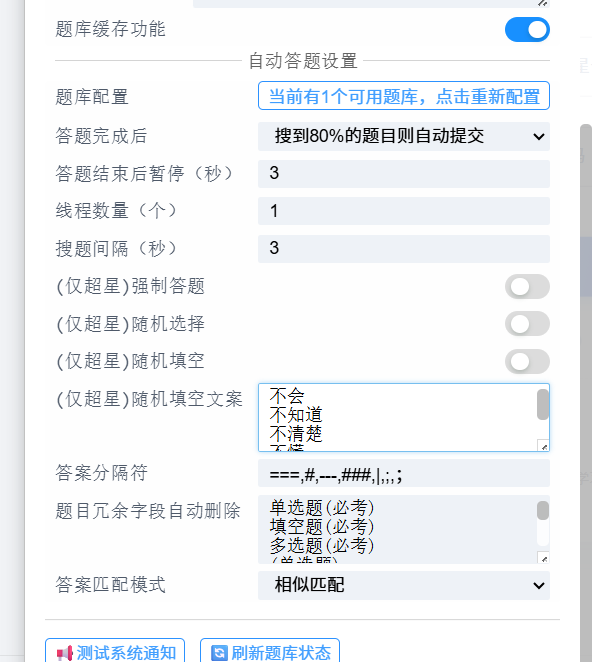 题库缓存功能
自动答题设置
题库配置 当前有1个可用题库，点击重新配置
答题完成后 搜到80%的题目则自动提交
答题结束后暂停（秒） 3
线程数量（个） 1
搜题间隔（秒） 3
(仅超星)强制答题
(仅超星)随机选择
(仅超星)随机填空
(仅超星)随机填空文案 不会
不知道
不清楚
答案分隔符 ===,#,---,###,|,;,；
题目冗余字段自动删除 单选题(必考)
填空题(必考)
多选题(必考)
(单选题)
答案匹配模式 相似匹配
测试系统通知 刷新题库状态